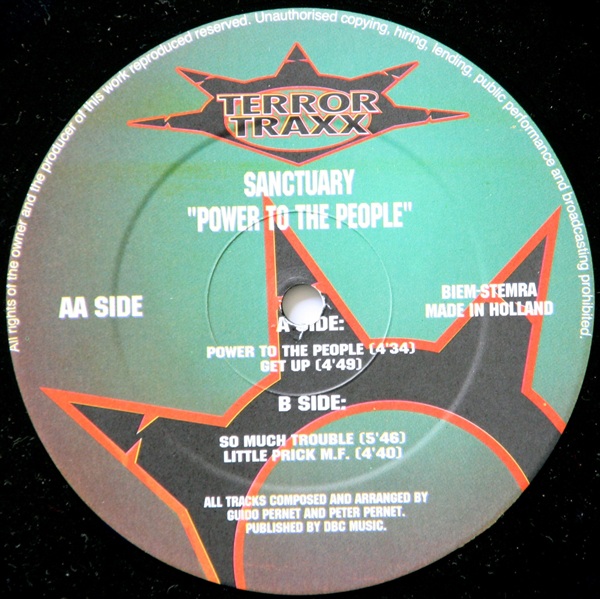 All rights of the owner and the producer of this work reproduced reserved. Unauthorised copying, hiring, lending, public performance and broadcasting prohibited.
TERROR
TRAXX
SANCTUARY
"POWER TO THE PEOPLE"
AA SIDE
BIEM-STEMRA
MADE IN HOLLAND
A SIDE:
POWER TO THE PEOPLE (4'34)
GET UP (4'49)
B SIDE:
SO MUCH TROUBLE (5'46)
LITTLE PRICK M.F. (4'40)
ALL TRACKS COMPOSED AND ARRANGED BY
GUIDO PERNET AND PETER PERNET.
PUBLISHED BY DBC MUSIC.